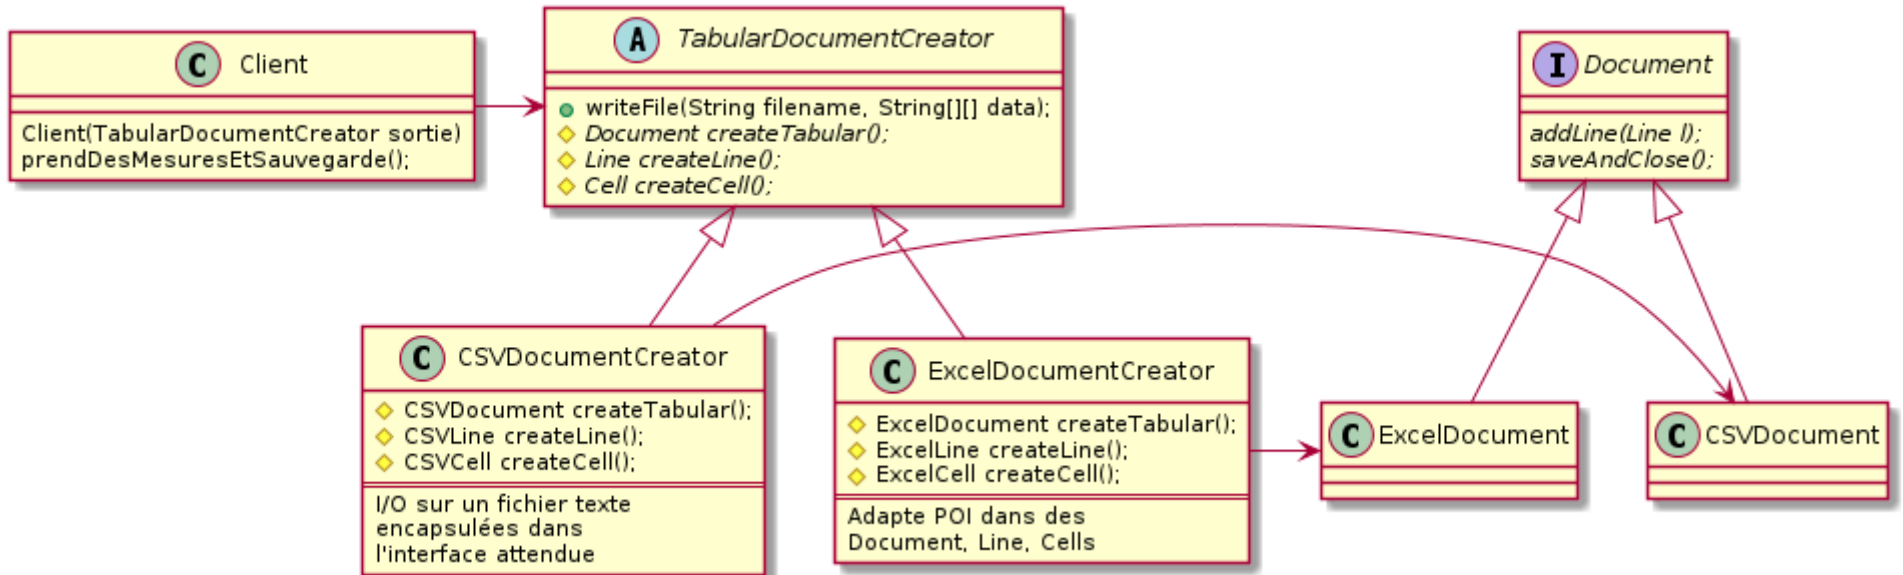 C Client
Client(TabularDocumentCreator sortie)
prendDesMesuresEtSauvegarde();
A TabularDocumentCreator
writeFile(String filename, String[][] data);
Document createTabular();
Line createLine();
Cell createCell();
I Document
addLine(Line l);
saveAndClose();
C CSVDocumentCreator
CSVDocument createTabular();
CSVLine createLine();
CSVCell createCell();
I/O sur un fichier texte
encapsulées dans
l'interface attendue
C ExcelDocumentCreator
ExcelDocument createTabular();
ExcelLine createLine();
ExcelCell createCell();
Adapte POI dans des
Document, Line, Cells
C ExcelDocument
C CSVDocument